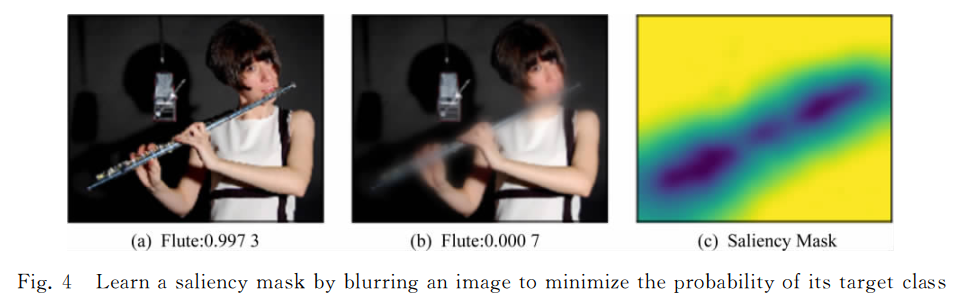 (a) Flute:0.997 3
(b) Flute:0.000 7
(c) Saliency Mask
Fig. 4 Learn a saliency mask by blurring an image to minimize the probability of its target class